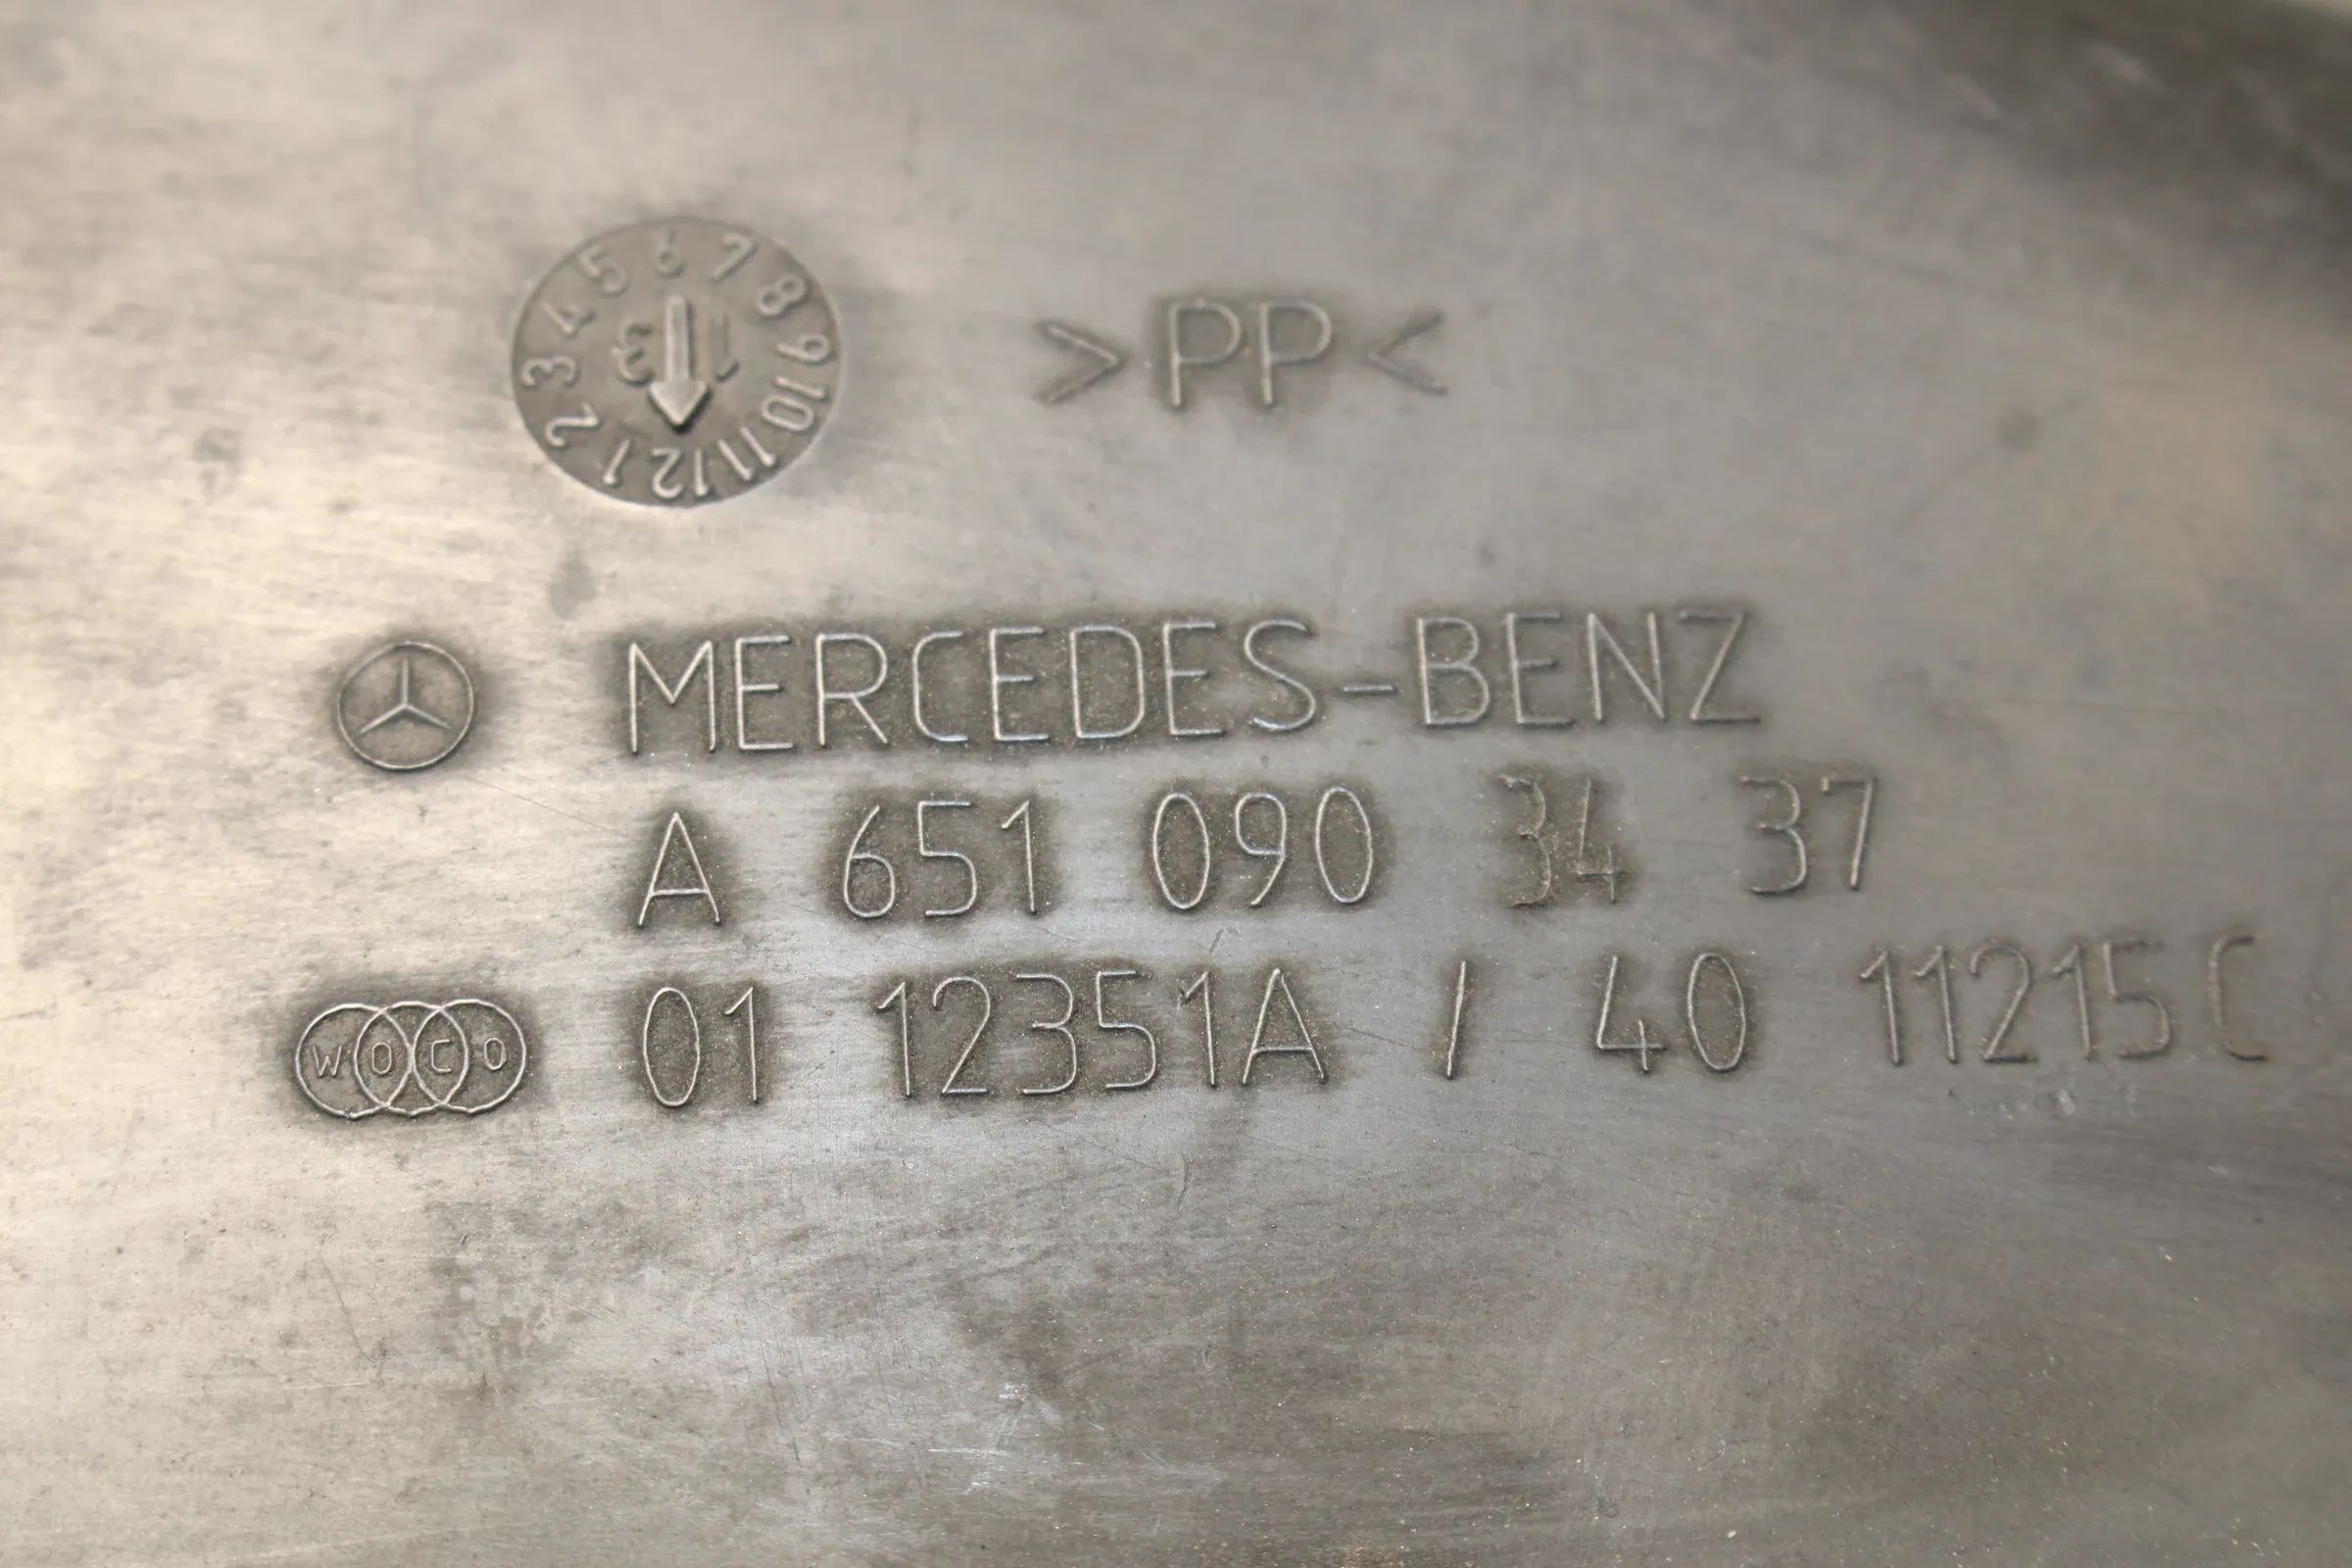 1 2 3 4 5 6 7 8 9 10 11 12
13
>PP<
MERCEDES-BENZ
A 651 090 34 37
WOCO 01 12351A / 40 11215C